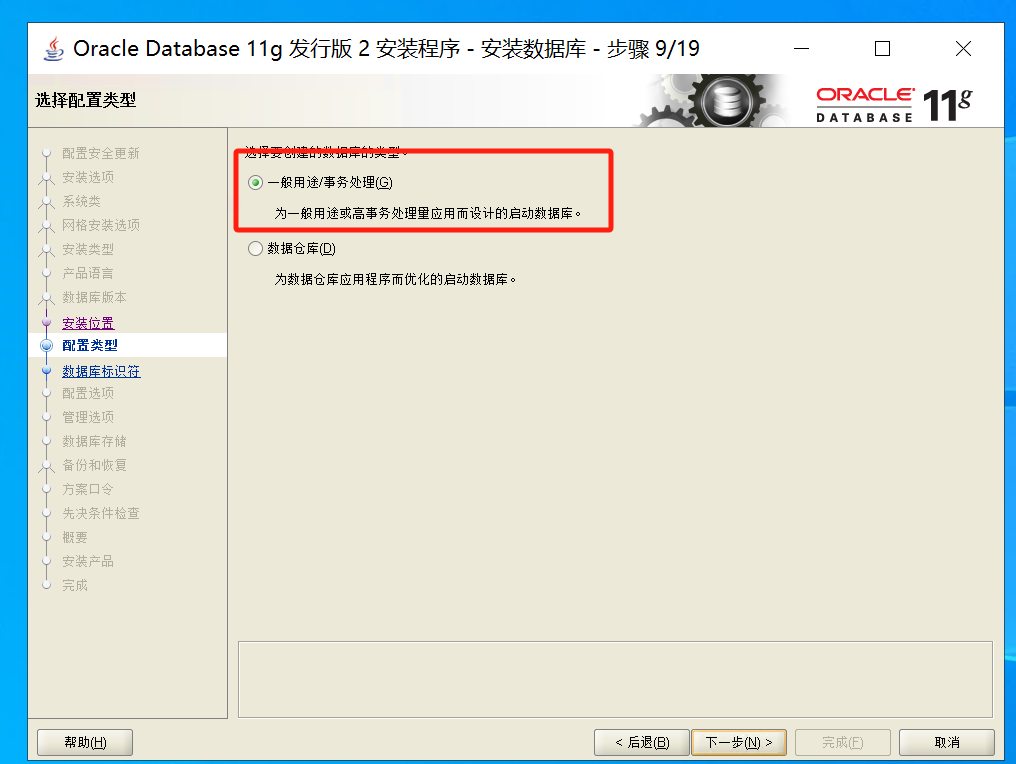 Oracle Database 11g 发行版 2 安装程序 - 安装数据库 - 步骤 9/19
选择配置类型
ORACLE
DATABASE
11g
配置安全更新
安装选项
系统类
网格安装选项
安装类型
产品语言
数据库版本
安装位置
配置类型
数据库标识符
配置选项
管理选项
数据库存储
备份和恢复
方案口令
先决条件检查
概要
安装产品
完成
选择要创建的数据库的类型。
一般用途/事务处理(G)
为一般用途或高事务处理量应用而设计的启动数据库。
数据仓库(D)
为数据仓库应用程序而优化的启动数据库。
帮助(H)
< 后退(B)
下一步(N) >
完成(F)
取消